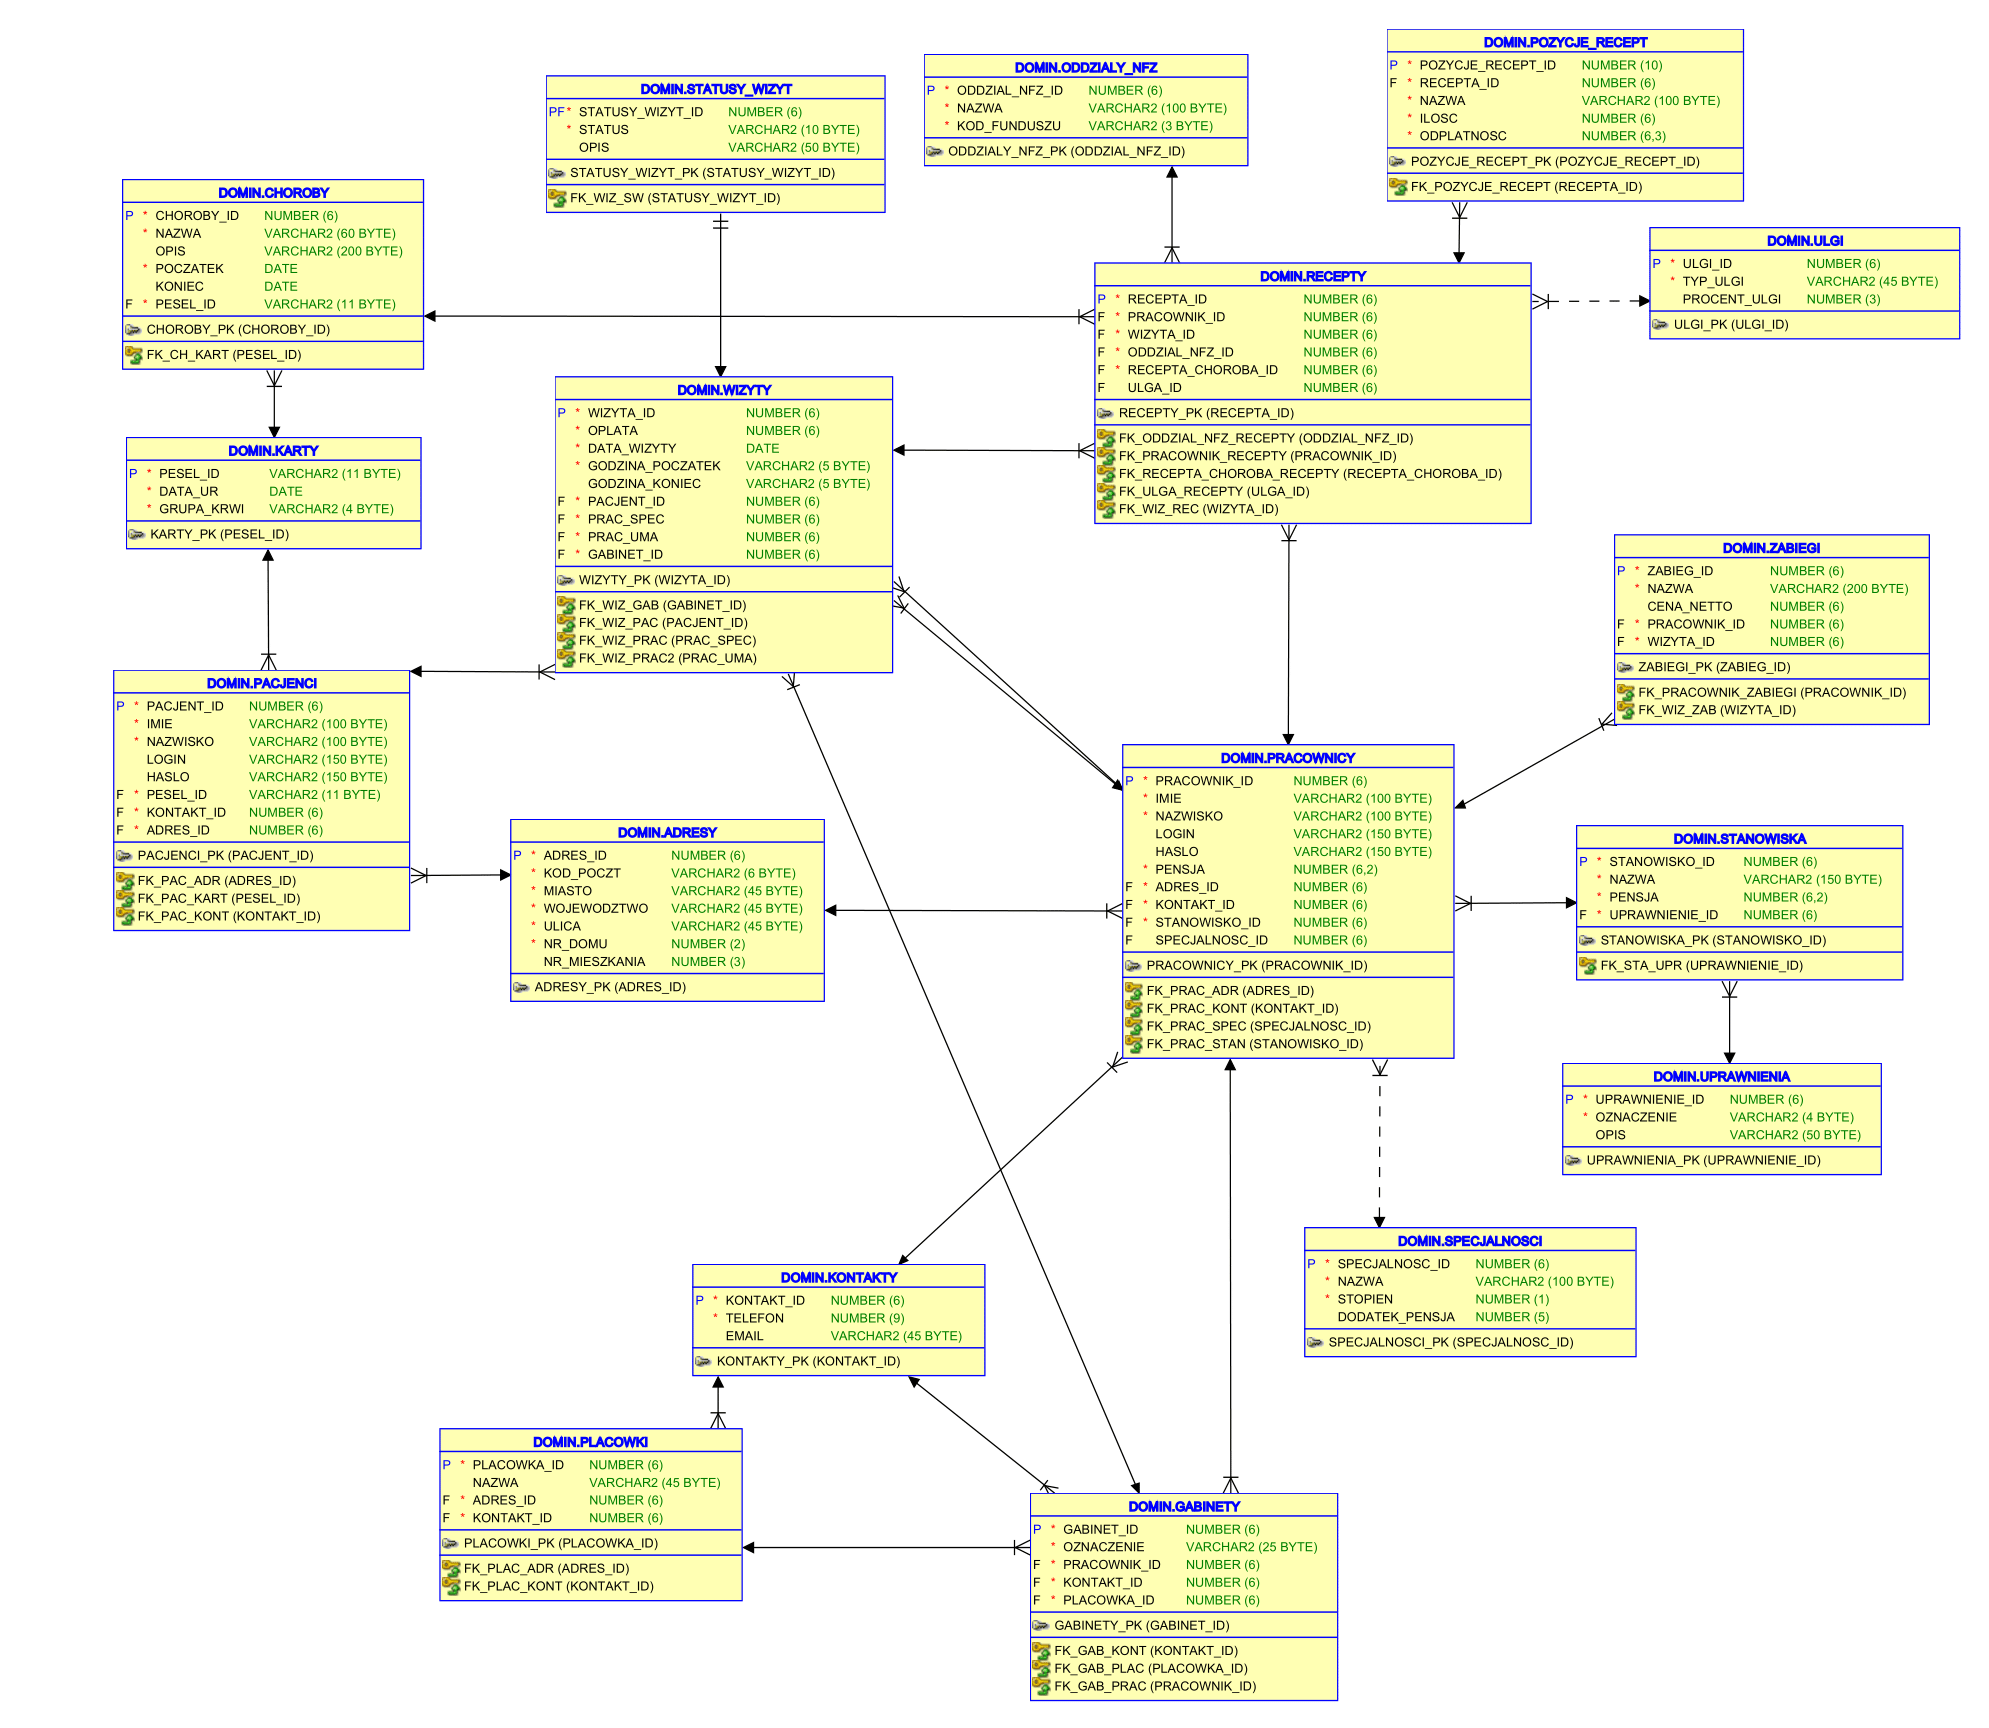 DOMIN.POZYCJE_RECEPT
P * POZYCJE_RECEPT_ID NUMBER (10)
F * RECEPTA_ID NUMBER (6)
* NAZWA VARCHAR2 (100 BYTE)
* ILOSC NUMBER (6)
* ODPLATNOSC NUMBER (6,3)
POZYCJE_RECEPT_PK (POZYCJE_RECEPT_ID)
FK_POZYCJE_RECEPT (RECEPTA_ID)
DOMIN.ODDZIALY_NFZ
P * ODDZIAL_NFZ_ID NUMBER (6)
* NAZWA VARCHAR2 (100 BYTE)
* KOD_FUNDUSZU VARCHAR2 (3 BYTE)
ODDZIALY_NFZ_PK (ODDZIAL_NFZ_ID)
DOMIN.STATUSY_WIZYT
PF * STATUSY_WIZYT_ID NUMBER (6)
* STATUS VARCHAR2 (10 BYTE)
OPIS VARCHAR2 (50 BYTE)
STATUSY_WIZYT_PK (STATUSY_WIZYT_ID)
FK_WIZ_SW (STATUSY_WIZYT_ID)
DOMIN.CHOROBY
P * CHOROBY_ID NUMBER (6)
* NAZWA VARCHAR2 (60 BYTE)
OPIS VARCHAR2 (200 BYTE)
* POCZATEK DATE
KONIEC DATE
F * PESEL_ID VARCHAR2 (11 BYTE)
CHOROBY_PK (CHOROBY_ID)
FK_CH_KART (PESEL_ID)
DOMIN.ULGI
P * ULGI_ID NUMBER (6)
* TYP_ULGI VARCHAR2 (45 BYTE)
PROCENT_ULGI NUMBER (3)
ULGI_PK (ULGI_ID)
DOMIN.RECEPTY
P * RECEPTA_ID NUMBER (6)
F * PRACOWNIK_ID NUMBER (6)
F * WIZYTA_ID NUMBER (6)
F * ODDZIAL_NFZ_ID NUMBER (6)
F * RECEPTA_CHOROBA_ID NUMBER (6)
F ULGA_ID NUMBER (6)
RECEPTY_PK (RECEPTA_ID)
FK_ODDZIAL_NFZ_RECEPTY (ODDZIAL_NFZ_ID)
FK_PRACOWNIK_RECEPTY (PRACOWNIK_ID)
FK_RECEPTA_CHOROBA_RECEPTY (RECEPTA_CHOROBA_ID)
FK_ULGA_RECEPTY (ULGA_ID)
FK_WIZ_REC (WIZYTA_ID)
DOMIN.WIZYTY
P * WIZYTA_ID NUMBER (6)
* OPLATA NUMBER (6)
* DATA_WIZYTY DATE
* GODZINA_POCZATEK VARCHAR2 (5 BYTE)
GODZINA_KONIEC VARCHAR2 (5 BYTE)
F * PACJENT_ID NUMBER (6)
F * PRAC_SPEC NUMBER (6)
F * PRAC_UMA NUMBER (6)
F * GABINET_ID NUMBER (6)
WIZYTY_PK (WIZYTA_ID)
FK_WIZ_GAB (GABINET_ID)
FK_WIZ_PAC (PACJENT_ID)
FK_WIZ_PRAC (PRAC_SPEC)
FK_WIZ_PRAC2 (PRAC_UMA)
DOMIN.KARTY
P * PESEL_ID VARCHAR2 (11 BYTE)
* DATA_UR DATE
* GRUPA_KRWI VARCHAR2 (4 BYTE)
KARTY_PK (PESEL_ID)
DOMIN.ZABIEGI
P * ZABIEG_ID NUMBER (6)
* NAZWA VARCHAR2 (200 BYTE)
CENA_NETTO NUMBER (6)
F * PRACOWNIK_ID NUMBER (6)
F * WIZYTA_ID NUMBER (6)
ZABIEGI_PK (ZABIEG_ID)
FK_PRACOWNIK_ZABIEGI (PRACOWNIK_ID)
FK_WIZ_ZAB (WIZYTA_ID)
DOMIN.PACJENCI
P * PACJENT_ID NUMBER (6)
* IMIE VARCHAR2 (100 BYTE)
* NAZWISKO VARCHAR2 (100 BYTE)
LOGIN VARCHAR2 (150 BYTE)
HASLO VARCHAR2 (150 BYTE)
F * PESEL_ID VARCHAR2 (11 BYTE)
F * KONTAKT_ID NUMBER (6)
F * ADRES_ID NUMBER (6)
PACJENCI_PK (PACJENT_ID)
FK_PAC_ADR (ADRES_ID)
FK_PAC_KART (PESEL_ID)
FK_PAC_KONT (KONTAKT_ID)
DOMIN.PRACOWNICY
P * PRACOWNIK_ID NUMBER (6)
* IMIE VARCHAR2 (100 BYTE)
* NAZWISKO VARCHAR2 (100 BYTE)
LOGIN VARCHAR2 (150 BYTE)
HASLO VARCHAR2 (150 BYTE)
* PENSJA NUMBER (6,2)
F * ADRES_ID NUMBER (6)
F * KONTAKT_ID NUMBER (6)
F * STANOWISKO_ID NUMBER (6)
F SPECJALNOSC_ID NUMBER (6)
PRACOWNICY_PK (PRACOWNIK_ID)
FK_PRAC_ADR (ADRES_ID)
FK_PRAC_KONT (KONTAKT_ID)
FK_PRAC_SPEC (SPECJALNOSC_ID)
FK_PRAC_STAN (STANOWISKO_ID)
DOMIN.ADRESY
P * ADRES_ID NUMBER (6)
* KOD_POCZT VARCHAR2 (6 BYTE)
* MIASTO VARCHAR2 (45 BYTE)
* WOJEWODZTWO VARCHAR2 (45 BYTE)
* ULICA VARCHAR2 (45 BYTE)
* NR_DOMU NUMBER (2)
NR_MIESZKANIA NUMBER (3)
ADRESY_PK (ADRES_ID)
DOMIN.STANOWISKA
P * STANOWISKO_ID NUMBER (6)
* NAZWA VARCHAR2 (150 BYTE)
* PENSJA NUMBER (6,2)
F * UPRAWNIENIE_ID NUMBER (6)
STANOWISKA_PK (STANOWISKO_ID)
FK_STA_UPR (UPRAWNIENIE_ID)
DOMIN.UPRAWNIENIA
P * UPRAWNIENIE_ID NUMBER (6)
* OZNACZENIE VARCHAR2 (4 BYTE)
OPIS VARCHAR2 (50 BYTE)
UPRAWNIENIA_PK (UPRAWNIENIE_ID)
DOMIN.SPECJALNOSCI
P * SPECJALNOSC_ID NUMBER (6)
* NAZWA VARCHAR2 (100 BYTE)
* STOPIEN NUMBER (1)
DODATEK_PENSJA NUMBER (5)
SPECJALNOSCI_PK (SPECJALNOSC_ID)
DOMIN.KONTAKTY
P * KONTAKT_ID NUMBER (6)
* TELEFON NUMBER (9)
EMAIL VARCHAR2 (45 BYTE)
KONTAKTY_PK (KONTAKT_ID)
DOMIN.PLACOWKI
P * PLACOWKA_ID NUMBER (6)
NAZWA VARCHAR2 (45 BYTE)
F * ADRES_ID NUMBER (6)
F * KONTAKT_ID NUMBER (6)
PLACOWKI_PK (PLACOWKA_ID)
FK_PLAC_ADR (ADRES_ID)
FK_PLAC_KONT (KONTAKT_ID)
DOMIN.GABINETY
P * GABINET_ID NUMBER (6)
* OZNACZENIE VARCHAR2 (25 BYTE)
F * PRACOWNIK_ID NUMBER (6)
F * KONTAKT_ID NUMBER (6)
F * PLACOWKA_ID NUMBER (6)
GABINETY_PK (GABINET_ID)
FK_GAB_KONT (KONTAKT_ID)
FK_GAB_PLAC (PLACOWKA_ID)
FK_GAB_PRAC (PRACOWNIK_ID)